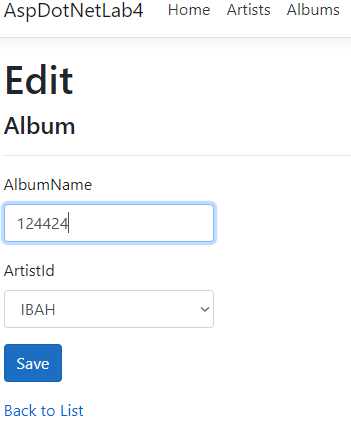 AspDotNetLab4 Home Artists Albums
Edit
Album
AlbumName
124424
ArtistId
IBAH
Save
Back to List